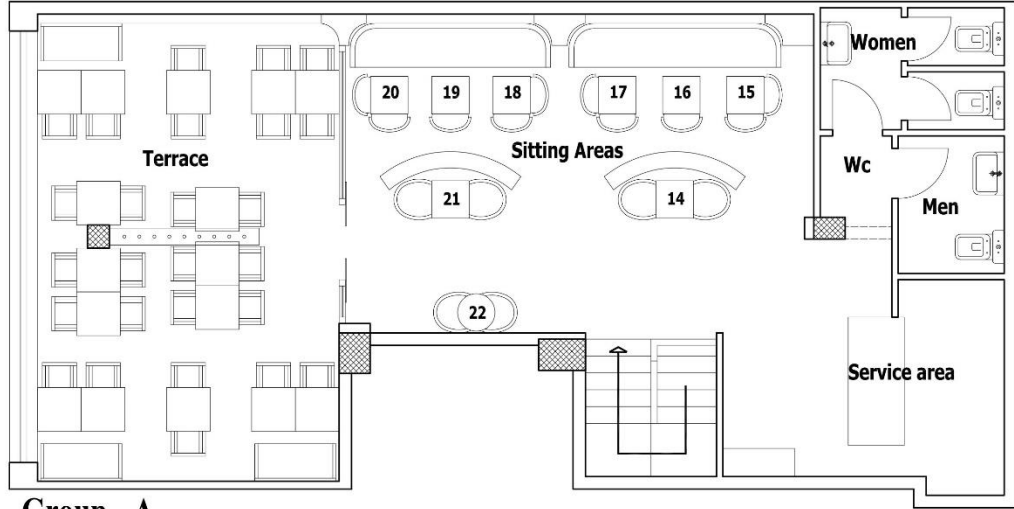 Women
20 19 18 17 16 15
Sitting Areas
Terrace
Wc
21 14
Men
22
Service area
Group - A